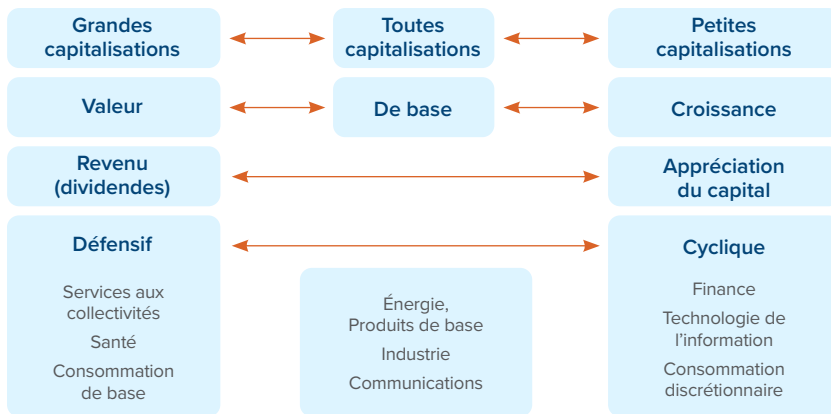 Grandes
capitalisations
Toutes
capitalisations
Petites
capitalisations
Valeur
De base
Croissance
Revenu
(dividendes)
Appréciation
du capital
Défensif
Services aux
collectivités
Santé
Consommation
de base
Énergie,
Produits de base
Industrie
Communications
Cyclique
Finance
Technologie de
l’information
Consommation
discrétionnaire